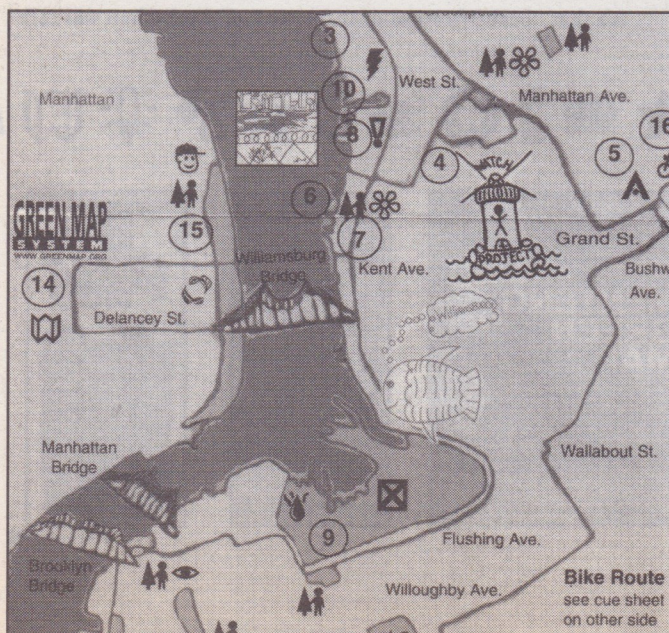 3
Manhattan
West St.
Manhattan Ave.
10
8
4
5
16
WATCH
6
GREEN MAP
SYSTEM
WWW.GREENMAP.ORG
15
7
PROTECT
Grand St.
Williamsburg
Bridge
Kent Ave.
Bushw
Ave.
14
Delancey St.
Manhattan
Bridge
Wallabout St.
9
Flushing Ave.
Brooklyn
Bridge
Willoughby Ave.
Bike Route
see cue sheet
on other side